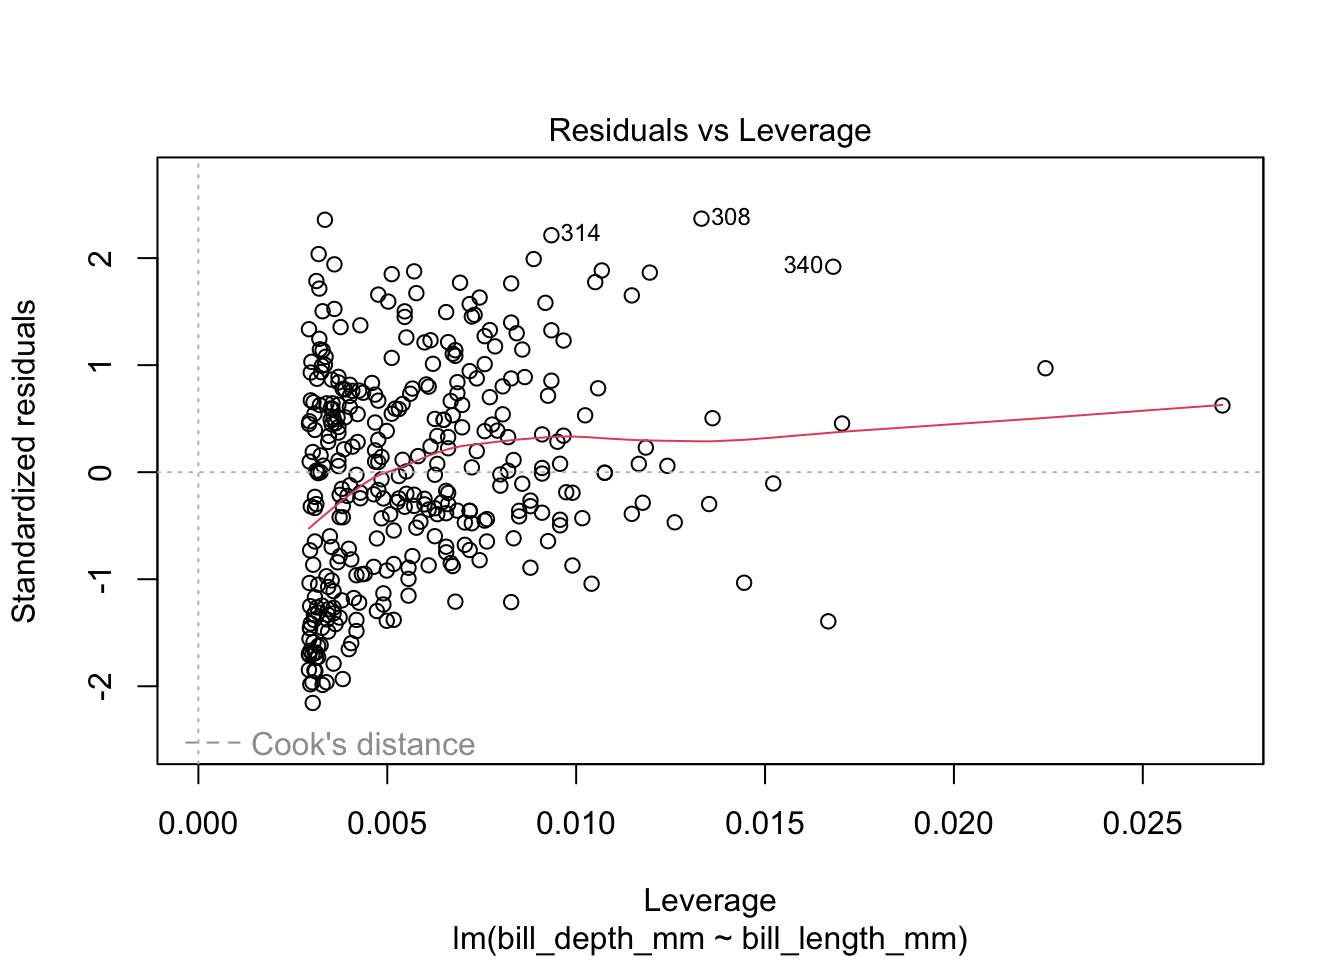 Residuals vs Leverage
314
308
340
2
1
0
-1
-2
Standardized residuals
Cook's distance
0.000 0.005 0.010 0.015 0.020 0.025
Leverage
lm(bill_depth_mm ~ bill_length_mm)